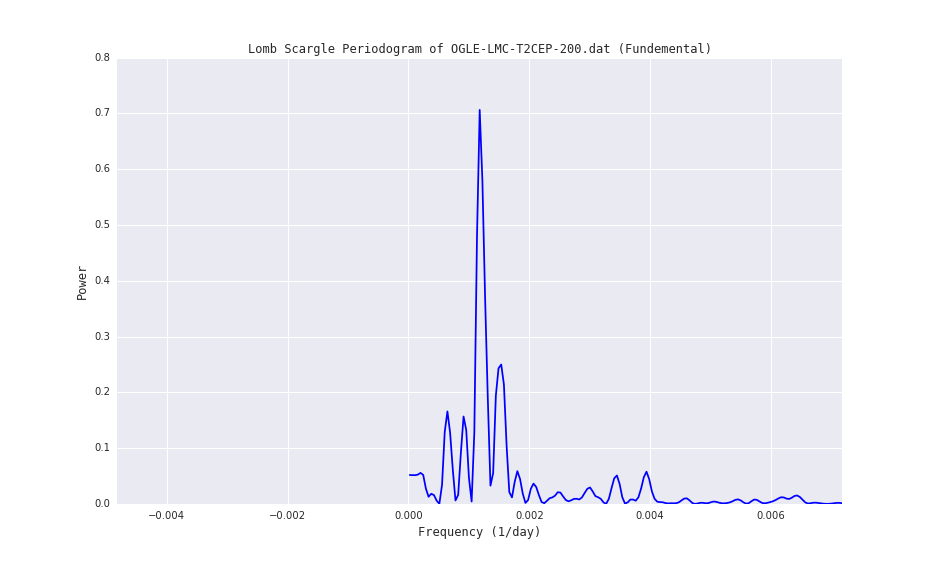 Lomb Scargle Periodogram of OGLE-LMC-T2CEP-200.dat (Fundemental)
0.8
0.7
0.6
0.5
0.4
0.3
0.2
0.1
0.0
Power
−0.004 −0.002 0.000 0.002 0.004 0.006
Frequency (1/day)